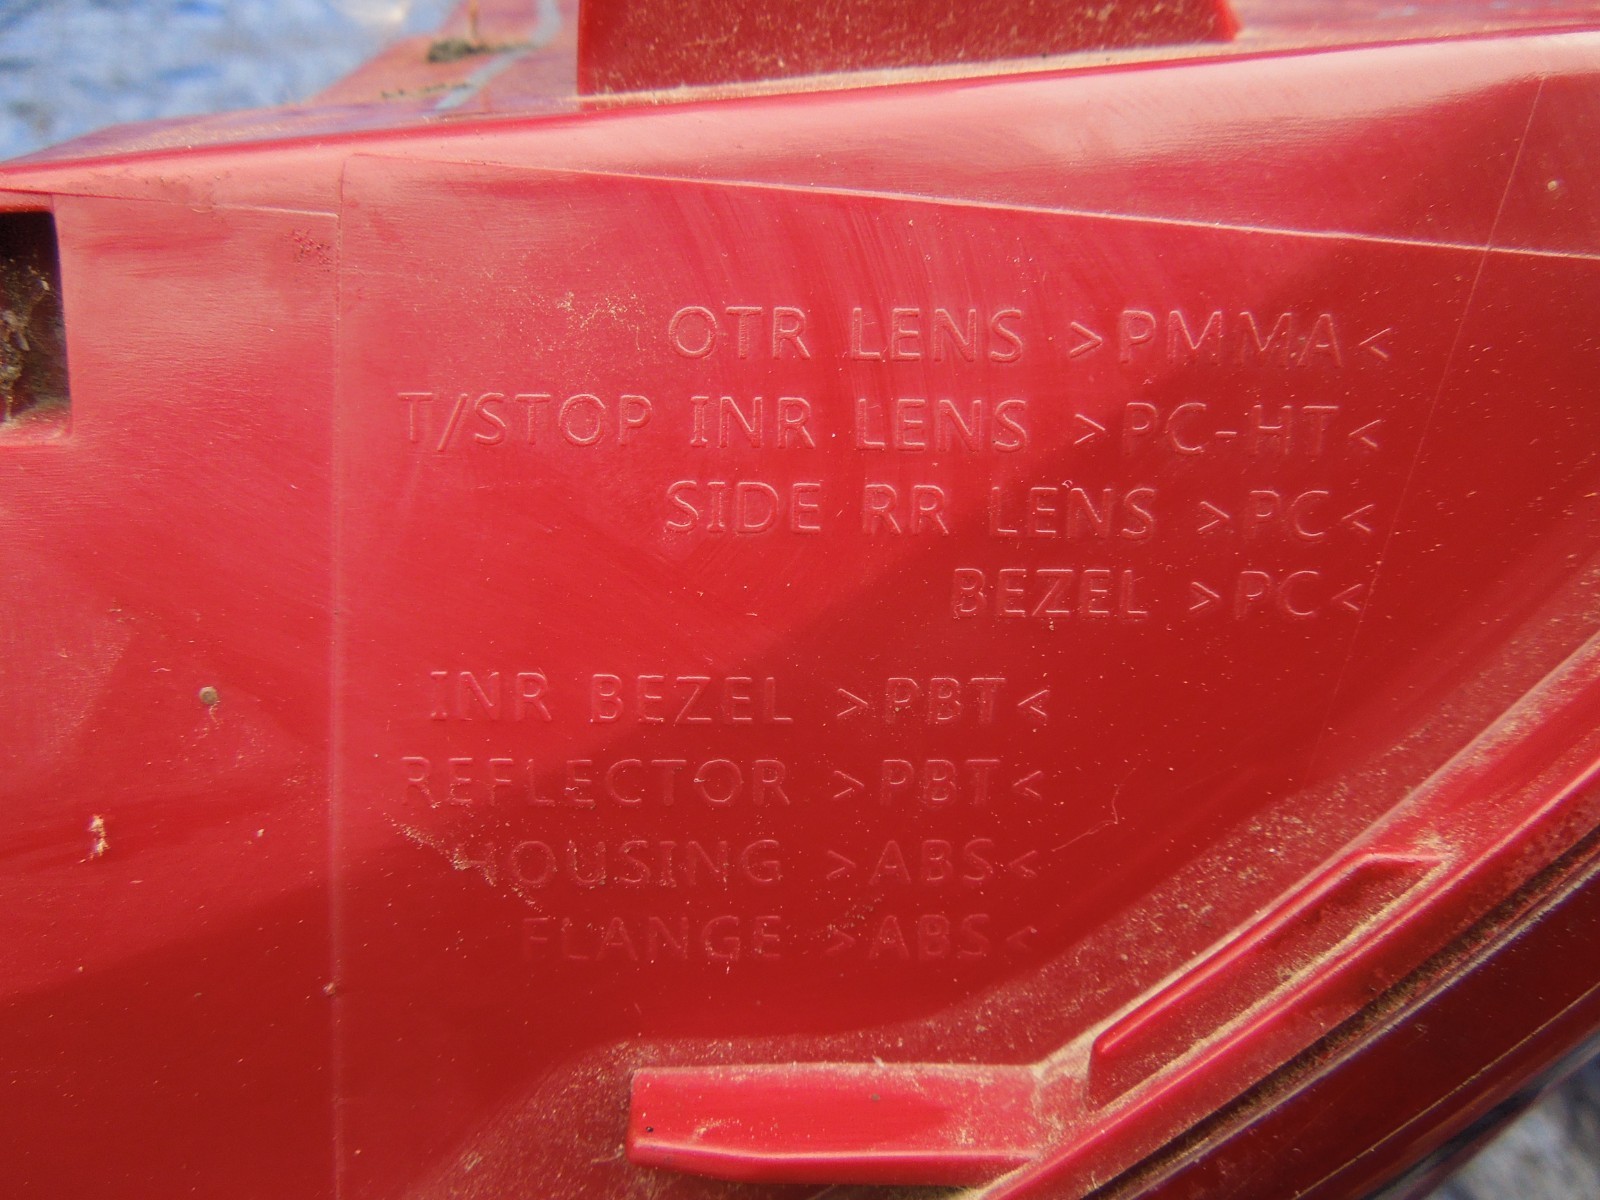 OTR LENS >PMMA<
T/STOP INR LENS >PC-HT<
SIDE RR LENS >PC<
BEZEL >PC<
INR BEZEL >PBT<
REFLECTOR >PBT<
HOUSING >ABS<
FLANGE >ABS<